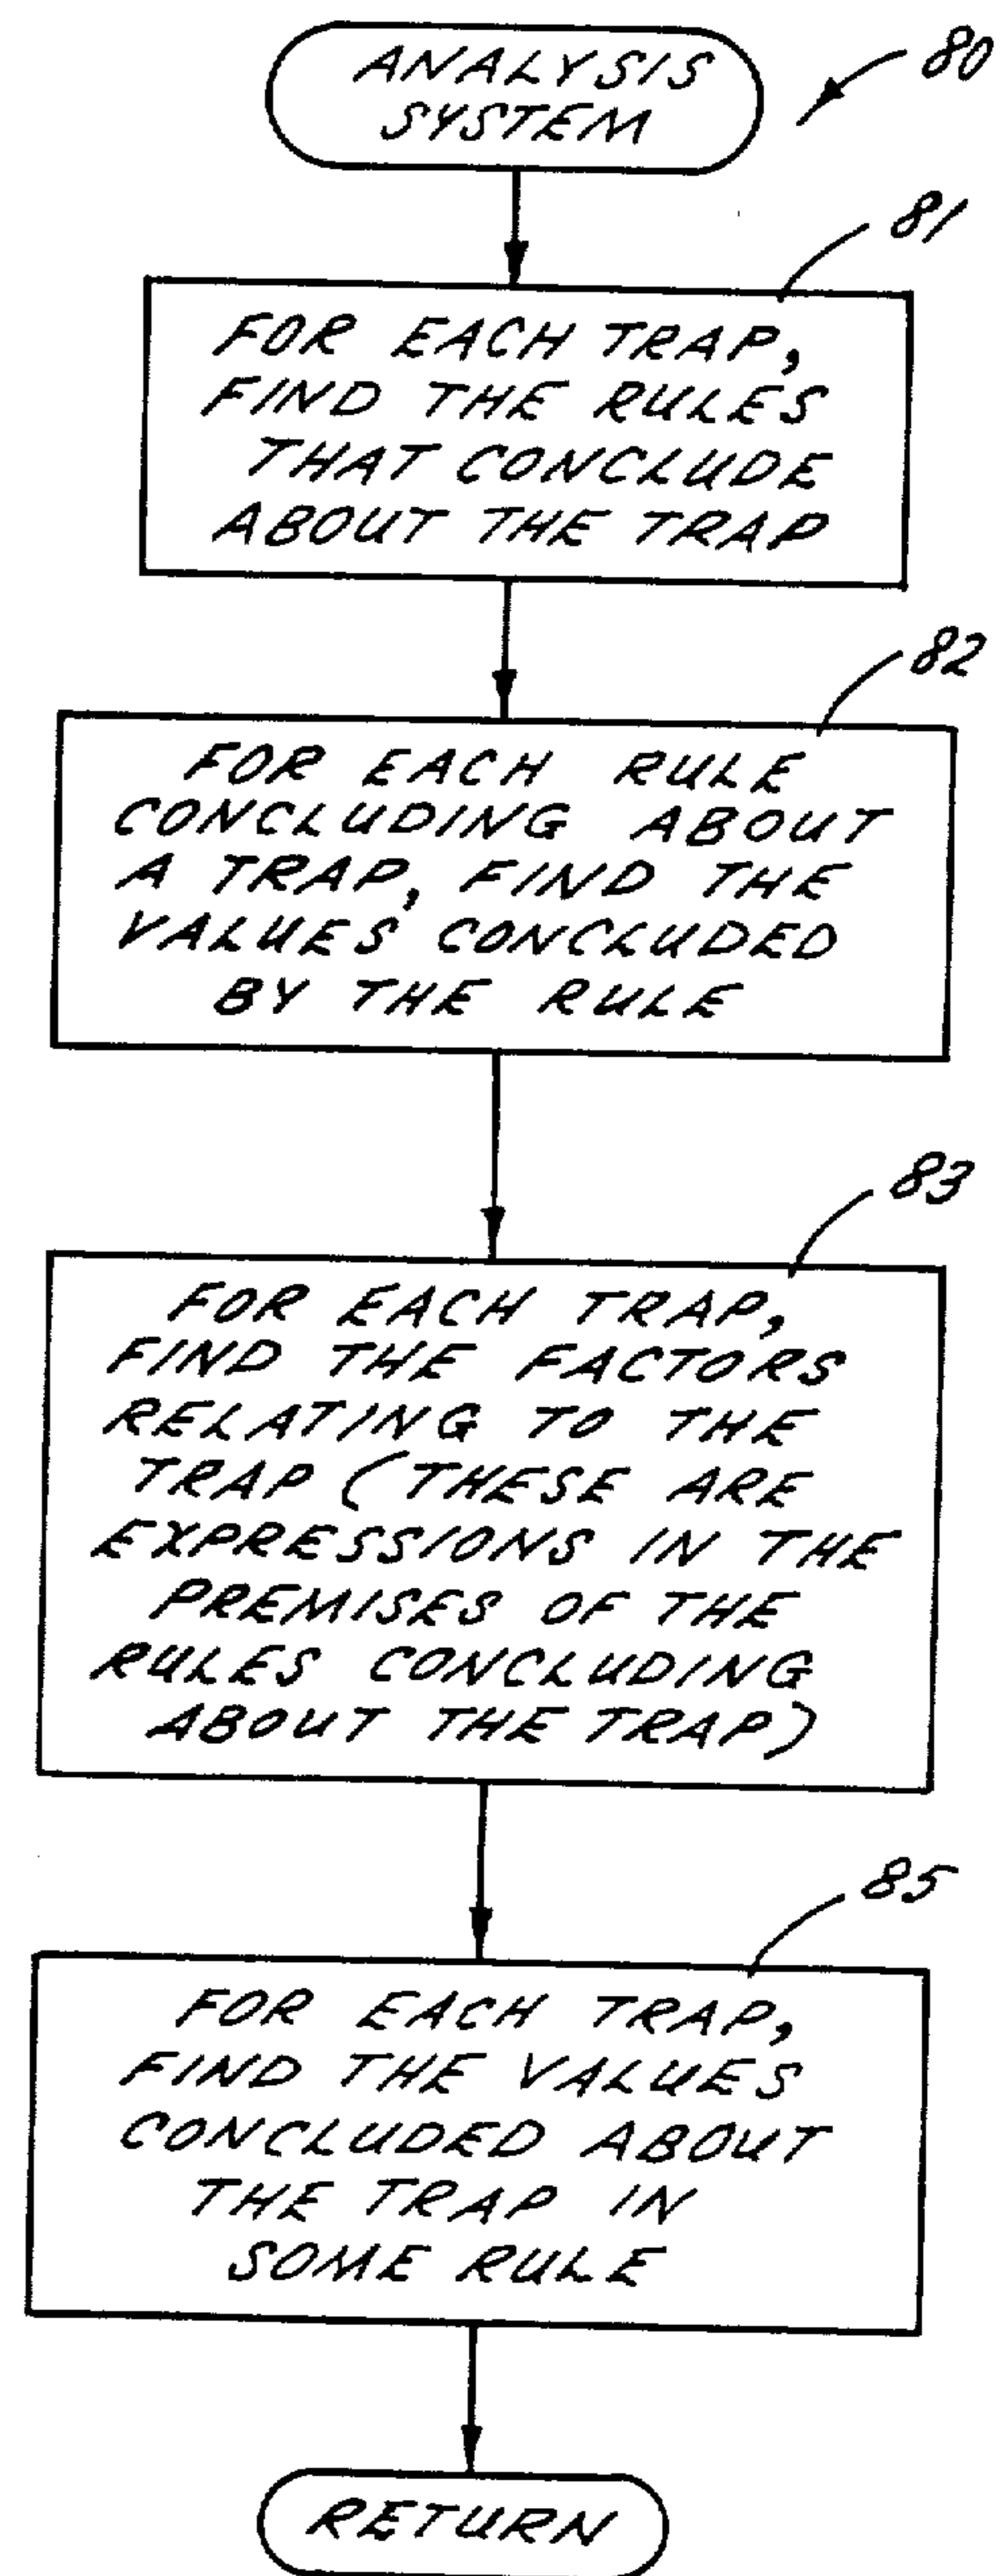 ANALYSIS
SYSTEM
80
81
FOR EACH TRAP,
FIND THE RULES
THAT CONCLUDE
ABOUT THE TRAP
82
FOR EACH RULE
CONCLUDING ABOUT
A TRAP, FIND THE
VALUES CONCLUDED
BY THE RULE
83
FOR EACH TRAP,
FIND THE FACTORS
RELATING TO THE
TRAP (THESE ARE
EXPRESSIONS IN THE
PREMISES OF THE
RULES CONCLUDING
ABOUT THE TRAP)
85
FOR EACH TRAP,
FIND THE VALUES
CONCLUDED ABOUT
THE TRAP IN
SOME RULE
RETURN